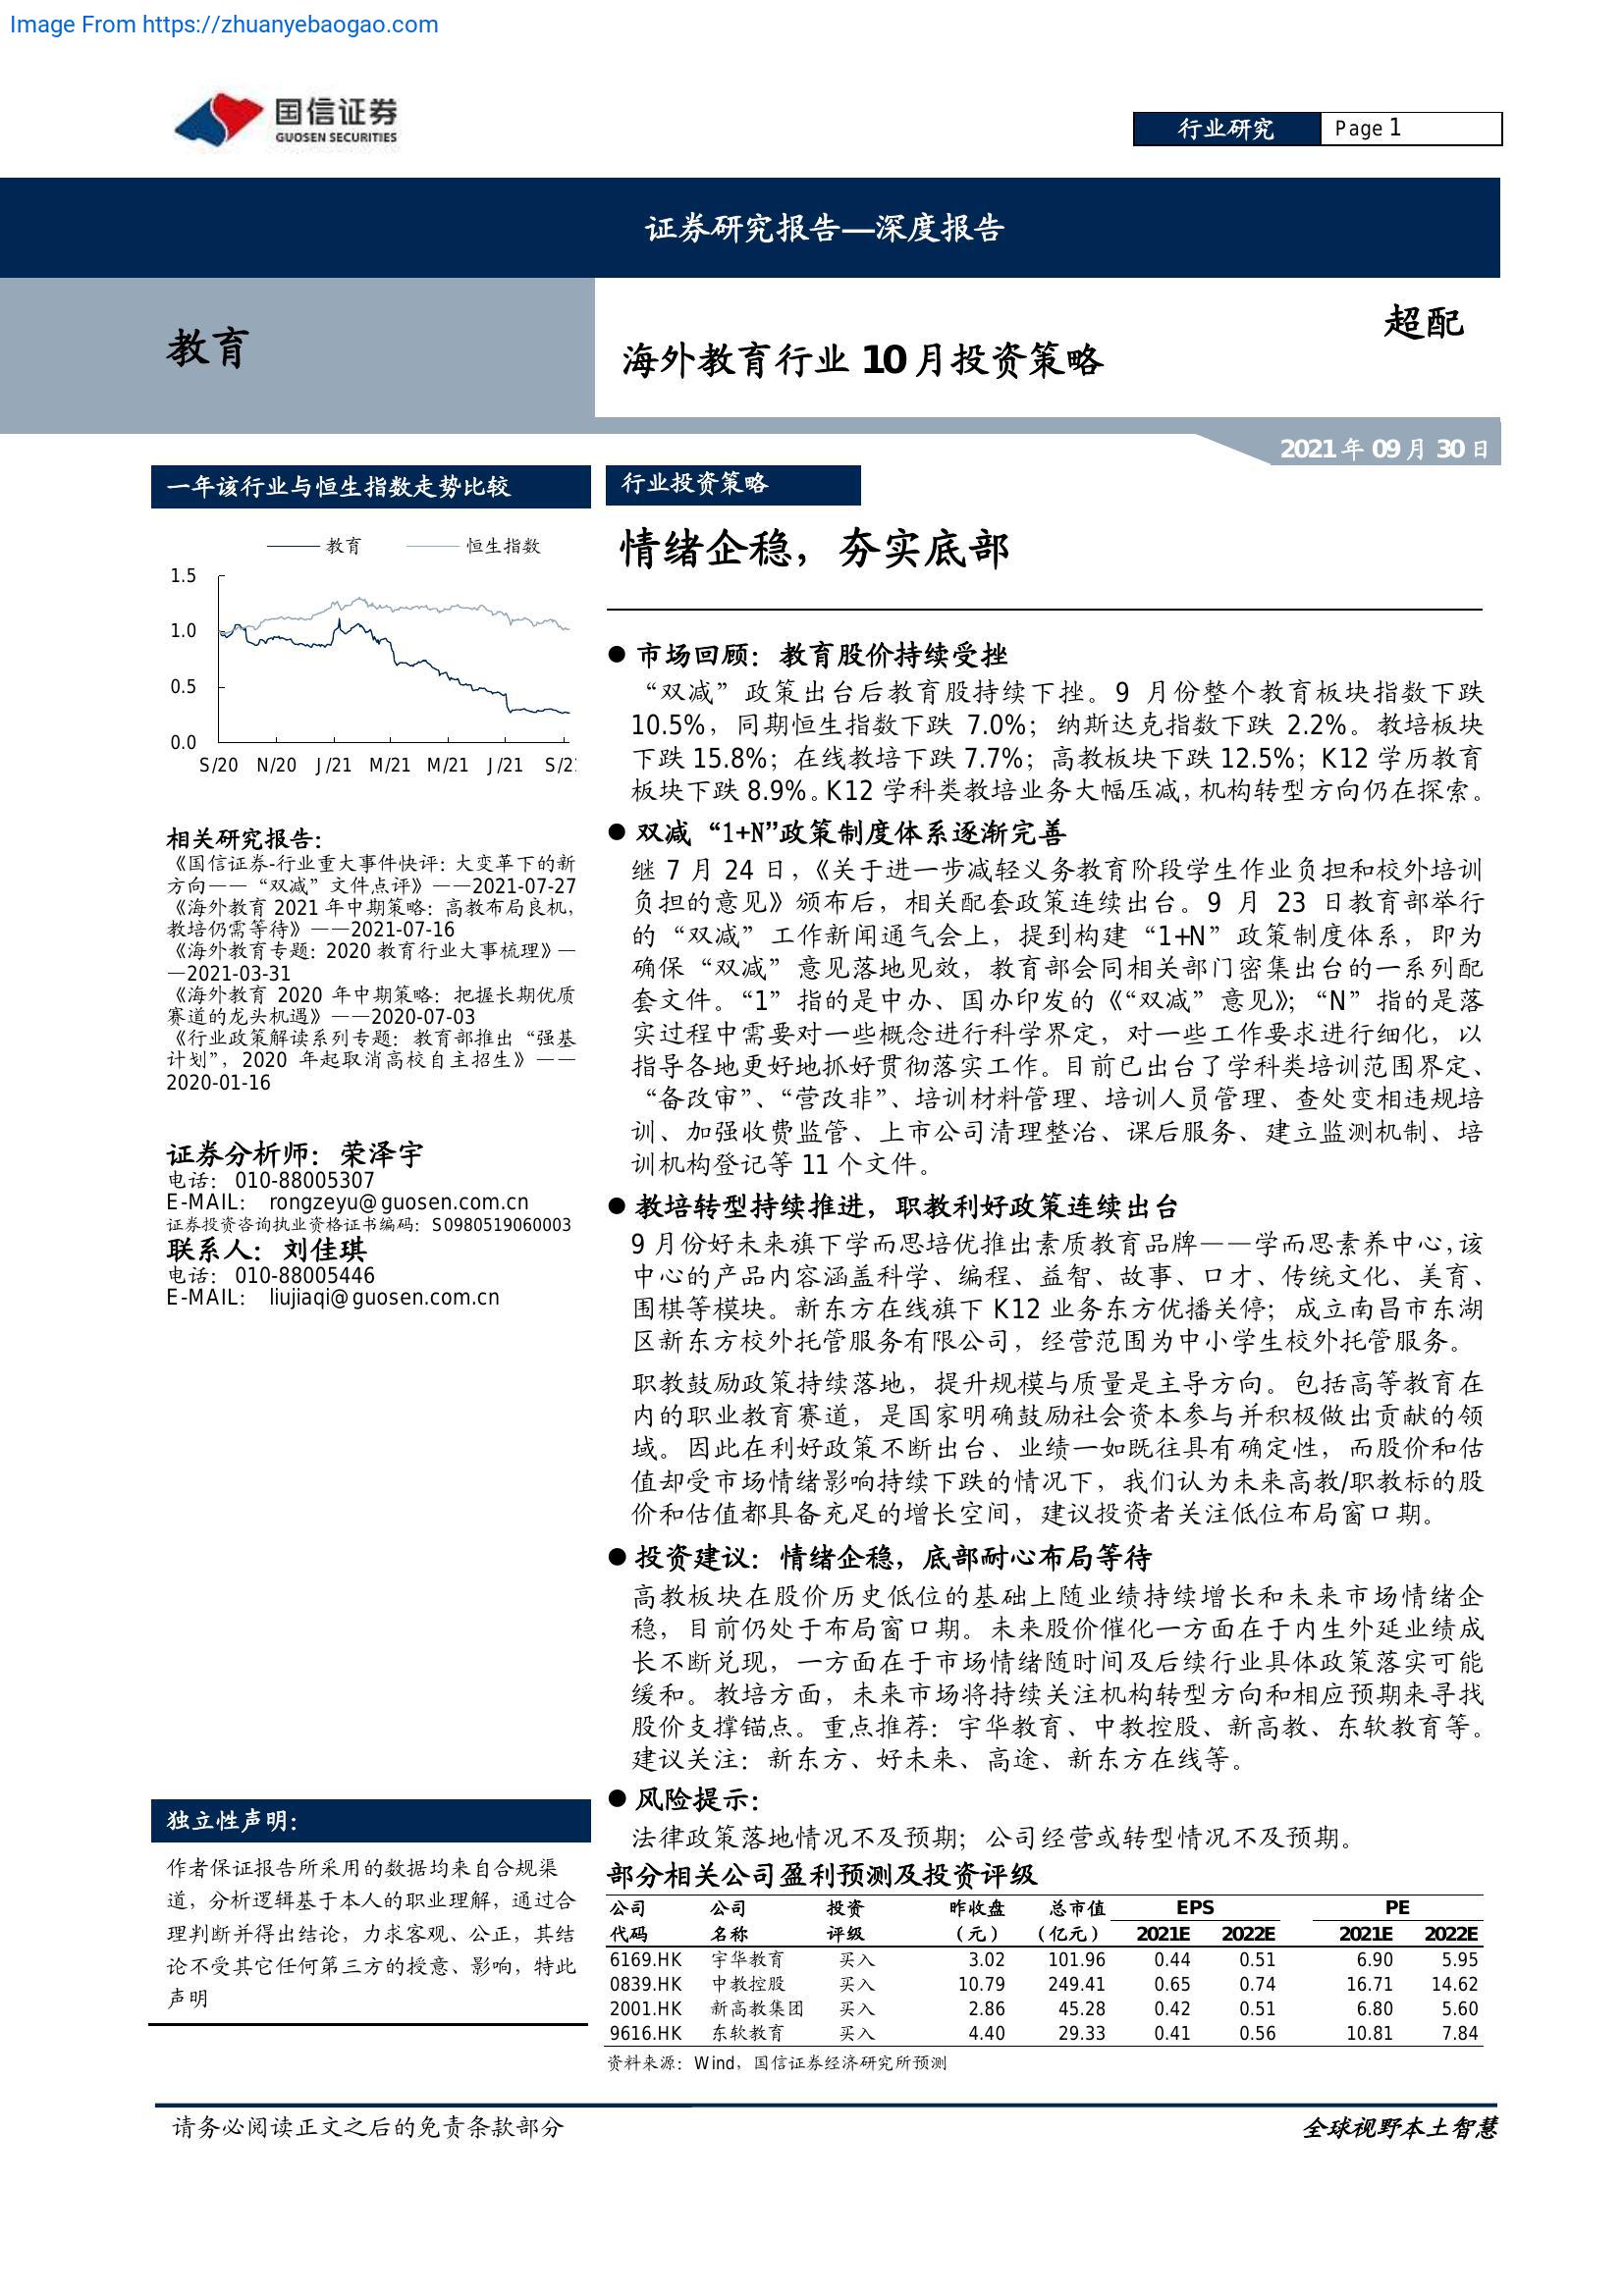 Image From https://zhuanyebaogao.com
国信证券
GUOSEN SECURITIES
行业研究
Page 1
证券研究报告—深度报告
教育
超配
海外教育行业 10 月投资策略
2021 年 09 月 30 日
一年该行业与恒生指数走势比较
教育 恒生指数
1.5
1.0
0.5
0.0
S/20 N/20 J/21 M/21 M/21 J/21 S/2
相关研究报告：
《国信证券-行业重大事件快评：大变革下的新
方向——“双减”文件点评》——2021-07-27
《海外教育 2021 年中期策略：高教布局良机，
教培仍需等待》——2021-07-16
《海外教育专题：2020 教育行业大事梳理》—
—2021-03-31
《海外教育 2020 年中期策略：把握长期优质
赛道的龙头机遇》——2020-07-03
《行业政策解读系列专题：教育部推出“强基
计划”，2020 年起取消高校自主招生》——
2020-01-16
证券分析师：荣泽宇
电话： 010-88005307
E-MAIL： rongzeyu@guosen.com.cn
证券投资咨询执业资格证书编码：S0980519060003
联系人：刘佳琪
电话： 010-88005446
E-MAIL： liujiaqi@guosen.com.cn
独立性声明：
作者保证报告所采用的数据均来自合规渠
道，分析逻辑基于本人的职业理解，通过合
理判断并得出结论，力求客观、公正，其结
论不受其它任何第三方的授意、影响，特此
声明
行业投资策略
情绪企稳，夯实底部
● 市场回顾：教育股价持续受挫
“双减”政策出台后教育股持续下挫。9 月份整个教育板块指数下跌
10.5%，同期恒生指数下跌 7.0%；纳斯达克指数下跌 2.2%。教培板块
下跌 15.8%；在线教培下跌 7.7%；高教板块下跌 12.5%；K12 学历教育
板块下跌 8.9%。K12 学科类教培业务大幅压减，机构转型方向仍在探索。
● 双减“1+N”政策制度体系逐渐完善
继 7 月 24 日，《关于进一步减轻义务教育阶段学生作业负担和校外培训
负担的意见》颁布后，相关配套政策连续出台。9 月 23 日教育部举行
的“双减”工作新闻通气会上，提到构建“1+N”政策制度体系，即为
确保“双减”意见落地见效，教育部会同相关部门密集出台的一系列配
套文件。“1”指的是中办、国办印发的《“双减”意见》；“N”指的是落
实过程中需要对一些概念进行科学界定，对一些工作要求进行细化，以
指导各地更好地抓好贯彻落实工作。目前已出台了学科类培训范围界定、
“备改审”、“营改非”、培训材料管理、培训人员管理、查处变相违规培
训、加强收费监管、上市公司清理整治、课后服务、建立监测机制、培
训机构登记等 11 个文件。
● 教培转型持续推进，职教利好政策连续出台
9 月份好未来旗下学而思培优推出素质教育品牌——学而思素养中心，该
中心的产品内容涵盖科学、编程、益智、故事、口才、传统文化、美育、
围棋等模块。新东方在线旗下 K12 业务东方优播关停；成立南昌市东湖
区新东方校外托管服务有限公司，经营范围为中小学生校外托管服务。
职教鼓励政策持续落地，提升规模与质量是主导方向。包括高等教育在
内的职业教育赛道，是国家明确鼓励社会资本参与并积极做出贡献的领
域。因此在利好政策不断出台、业绩一如既往具有确定性，而股价和估
值却受市场情绪影响持续下跌的情况下，我们认为未来高教/职教标的股
价和估值都具备充足的增长空间，建议投资者关注低位布局窗口期。
● 投资建议：情绪企稳，底部耐心布局等待
高教板块在股价历史低位的基础上随业绩持续增长和未来市场情绪企
稳，目前仍处于布局窗口期。未来股价催化一方面在于内生外延业绩成
长不断兑现，一方面在于市场情绪随时间及后续行业具体政策落实可能
缓和。教培方面，未来市场将持续关注机构转型方向和相应预期来寻找
股价支撑锚点。重点推荐：宇华教育、中教控股、新高教、东软教育等。
建议关注：新东方、好未来、高途、新东方在线等。
● 风险提示：
法律政策落地情况不及预期；公司经营或转型情况不及预期。
部分相关公司盈利预测及投资评级
公司 公司 投资 昨收盘 总市值 EPS PE
代码 名称 评级 （元） （亿元） 2021E 2022E 2021E 2022E
6169.HK 宇华教育 买入 3.02 101.96 0.44 0.51 6.90 5.95
0839.HK 中教控股 买入 10.79 249.41 0.65 0.74 16.71 14.62
2001.HK 新高教集团 买入 2.86 45.28 0.42 0.51 6.80 5.60
9616.HK 东软教育 买入 4.40 29.33 0.41 0.56 10.81 7.84
资料来源：Wind，国信证券经济研究所预测
请务必阅读正文之后的免责条款部分
全球视野本土智慧